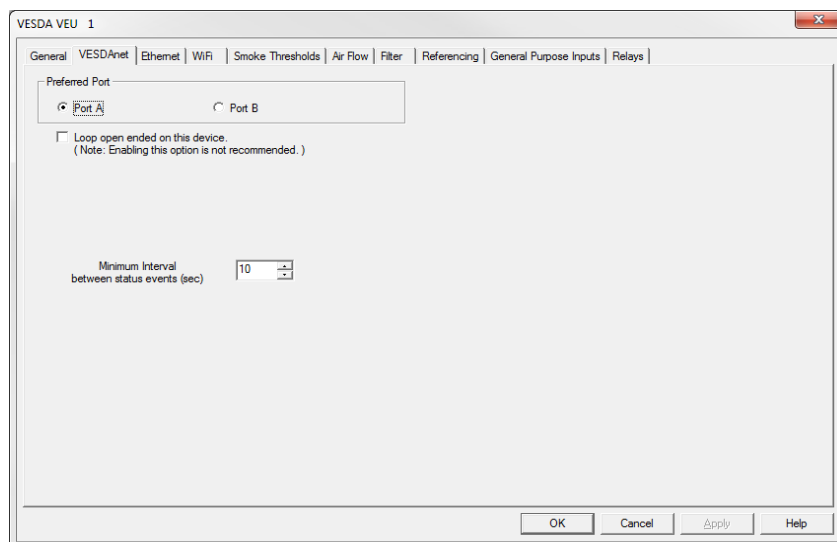 VESDA VEU 1
General VESDAnet Ethernet WiFi Smoke Thresholds Air Flow Filter Referencing General Purpose Inputs Relays
Preferred Port
Port A Port B
Loop open ended on this device.
( Note: Enabling this option is not recommended. )
Minimum Interval
between status events (sec)
10
OK Cancel Apply Help